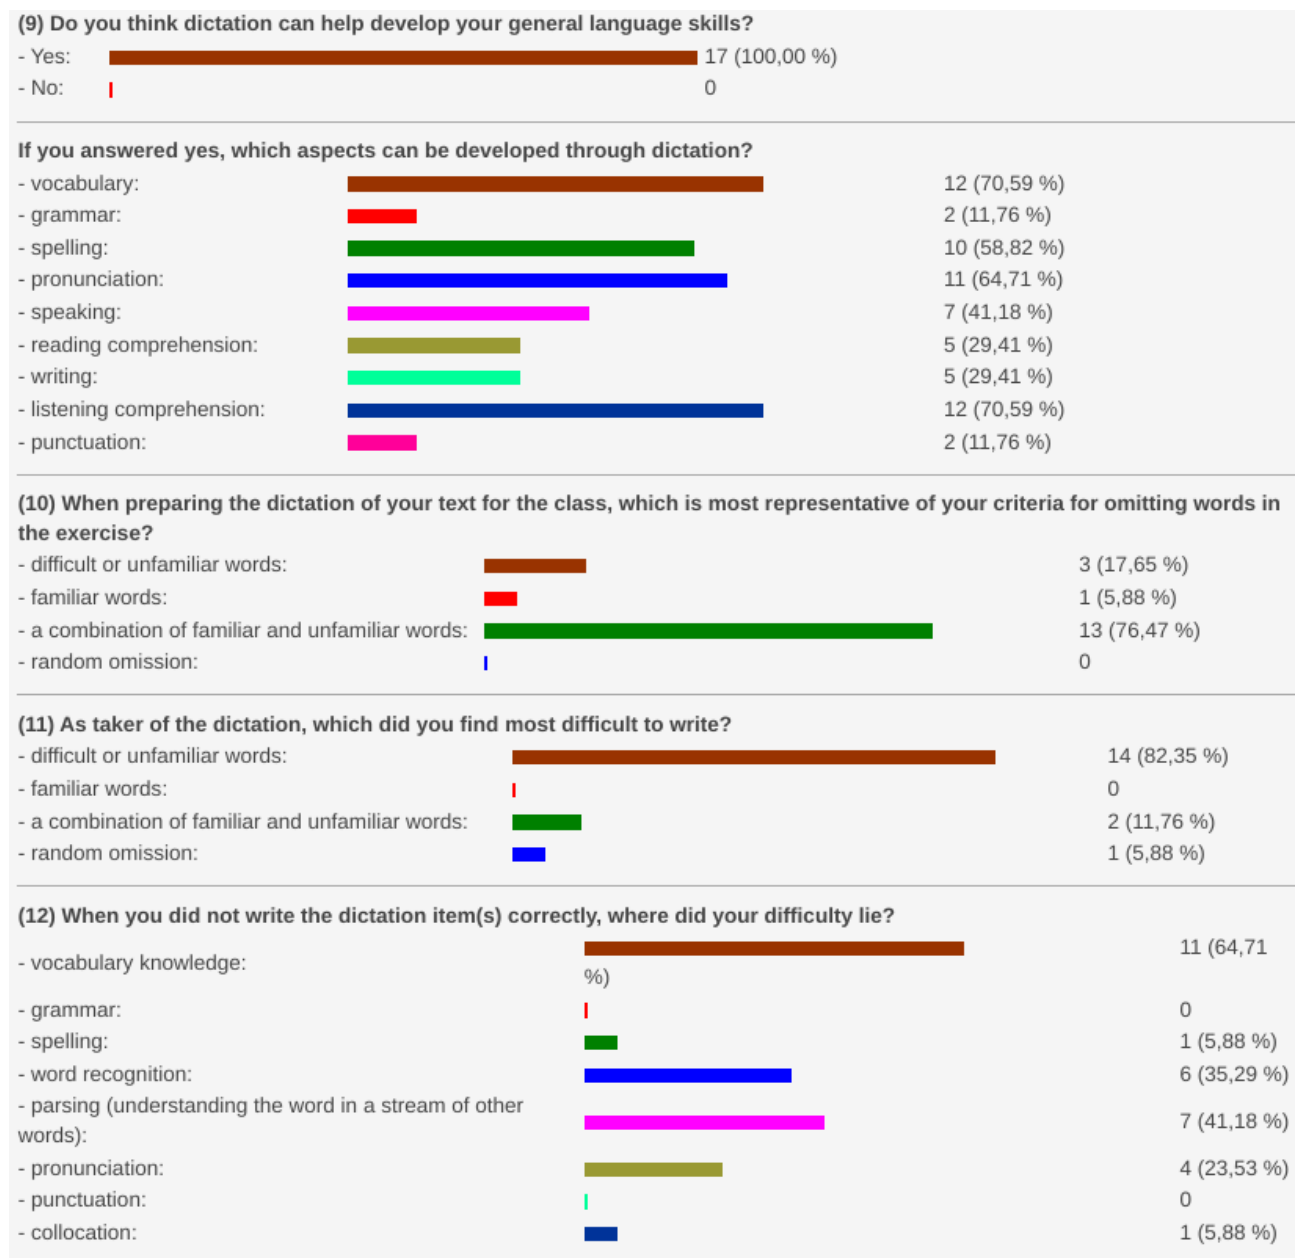 (9) Do you think dictation can help develop your general language skills?
- Yes: 17 (100,00 %)
- No: 0
If you answered yes, which aspects can be developed through dictation?
- vocabulary: 12 (70,59 %)
- grammar: 2 (11,76 %)
- spelling: 10 (58,82 %)
- pronunciation: 11 (64,71 %)
- speaking: 7 (41,18 %)
- reading comprehension: 5 (29,41 %)
- writing: 5 (29,41 %)
- listening comprehension: 12 (70,59 %)
- punctuation: 2 (11,76 %)
(10) When preparing the dictation of your text for the class, which is most representative of your criteria for omitting words in
the exercise?
- difficult or unfamiliar words: 3 (17,65 %)
- familiar words: 1 (5,88 %)
- a combination of familiar and unfamiliar words: 13 (76,47 %)
- random omission: 0
(11) As taker of the dictation, which did you find most difficult to write?
- difficult or unfamiliar words: 14 (82,35 %)
- familiar words: 0
- a combination of familiar and unfamiliar words: 2 (11,76 %)
- random omission: 1 (5,88 %)
(12) When you did not write the dictation item(s) correctly, where did your difficulty lie?
- vocabulary knowledge: 11 (64,71
%)
- grammar: 0
- spelling: 1 (5,88 %)
- word recognition: 6 (35,29 %)
- parsing (understanding the word in a stream of other
words): 7 (41,18 %)
- pronunciation: 4 (23,53 %)
- punctuation: 0
- collocation: 1 (5,88 %)